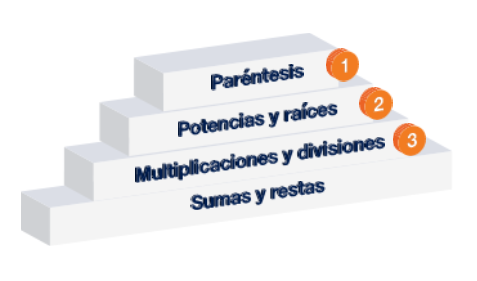 Paréntesis 1
Potencias y raíces 2
Multiplicaciones y divisiones 3
Sumas y restas